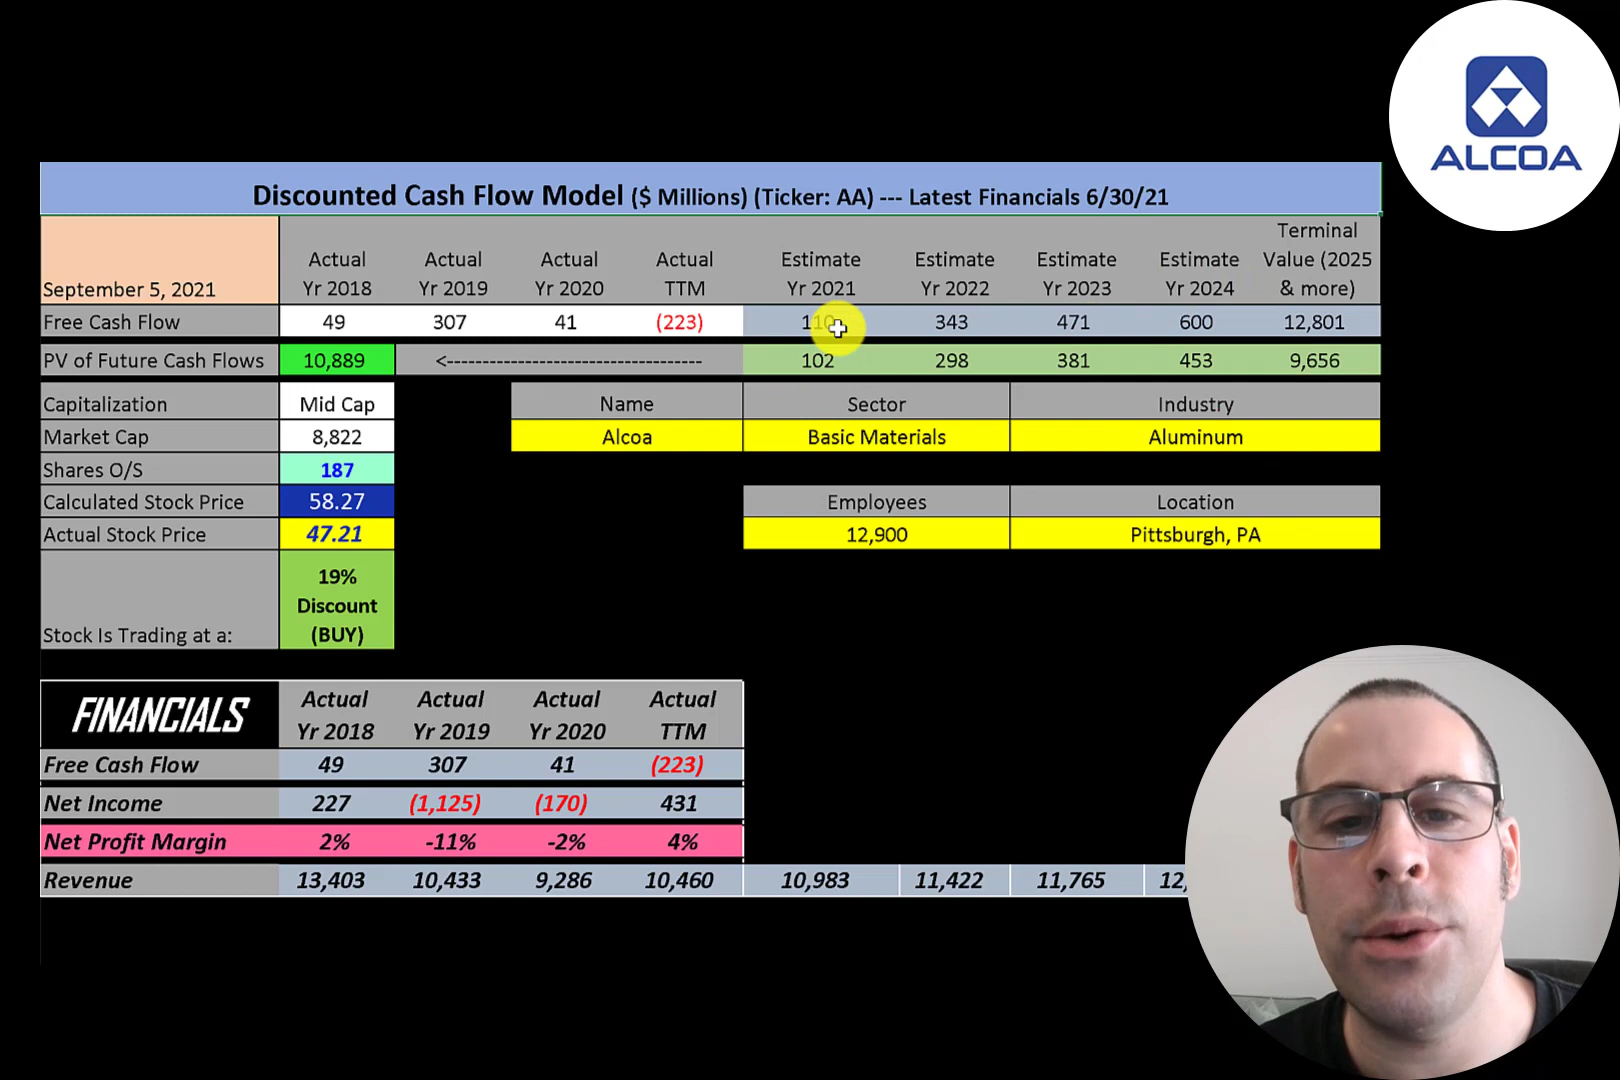 ALCOA
Discounted Cash Flow Model ($ Millions) (Ticker: AA) --- Latest Financials 6/30/21
September 5, 2021 Actual Yr 2018 Actual Yr 2019 Actual Yr 2020 Actual TTM Estimate Yr 2021 Estimate Yr 2022 Estimate Yr 2023 Estimate Yr 2024 Terminal Value (2025 & more)
Free Cash Flow 49 307 41 (223) 110 343 471 600 12,801
PV of Future Cash Flows 10,889 <---------------------------------- 102 298 381 453 9,656
Capitalization Mid Cap Name Sector Industry
Market Cap 8,822 Alcoa Basic Materials Aluminum
Shares O/S 187
Calculated Stock Price 58.27 Employees Location
Actual Stock Price 47.21 12,900 Pittsburgh, PA
Stock Is Trading at a: 19% Discount (BUY)
FINANCIALS Actual Yr 2018 Actual Yr 2019 Actual Yr 2020 Actual TTM
Free Cash Flow 49 307 41 (223)
Net Income 227 (1,125) (170) 431
Net Profit Margin 2% -11% -2% 4%
Revenue 13,403 10,433 9,286 10,460 10,983 11,422 11,765 12,